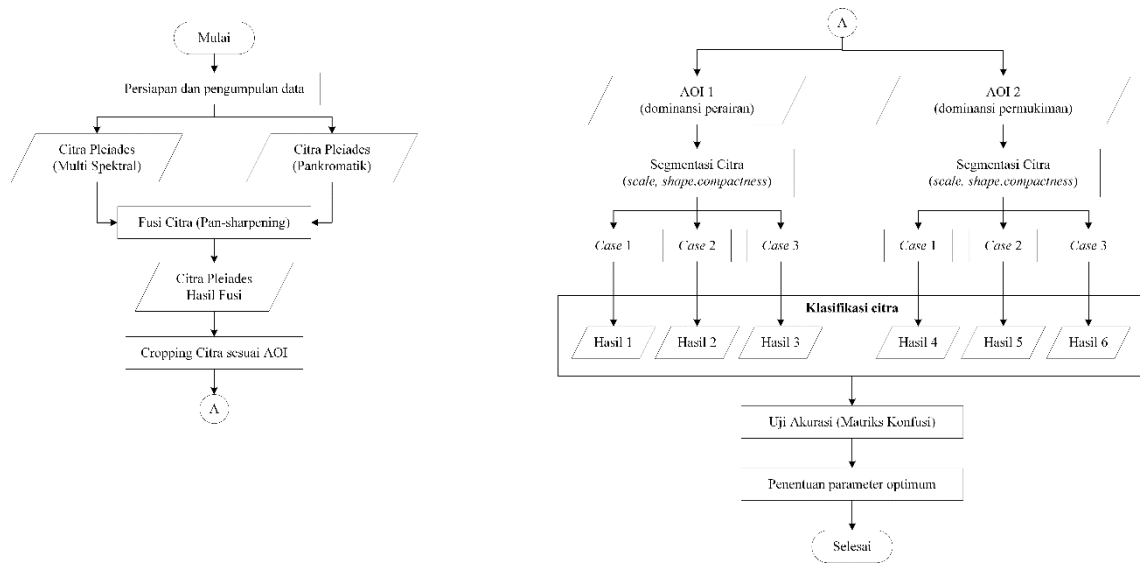 Mulai
Persiapan dan pengumpulan data
Citra Pleiades
(Multi Spektral)
Citra Pleiades
(Pankromatik)
Fusi Citra (Pan-sharpening)
Citra Pleiades
Hasil Fusi
Cropping Citra sesuai AOI
A
A
AOI 1
(dominansi perairan)
AOI 2
(dominansi permukiman)
Segmentasi Citra
(scale, shape.compactness)
Segmentasi Citra
(scale, shape.compactness)
Case 1
Case 2
Case 3
Case 1
Case 2
Case 3
Klasifikasi citra
Hasil 1
Hasil 2
Hasil 3
Hasil 4
Hasil 5
Hasil 6
Uji Akurasi (Matriks Konfusi)
Penentuan parameter optimum
Selesai